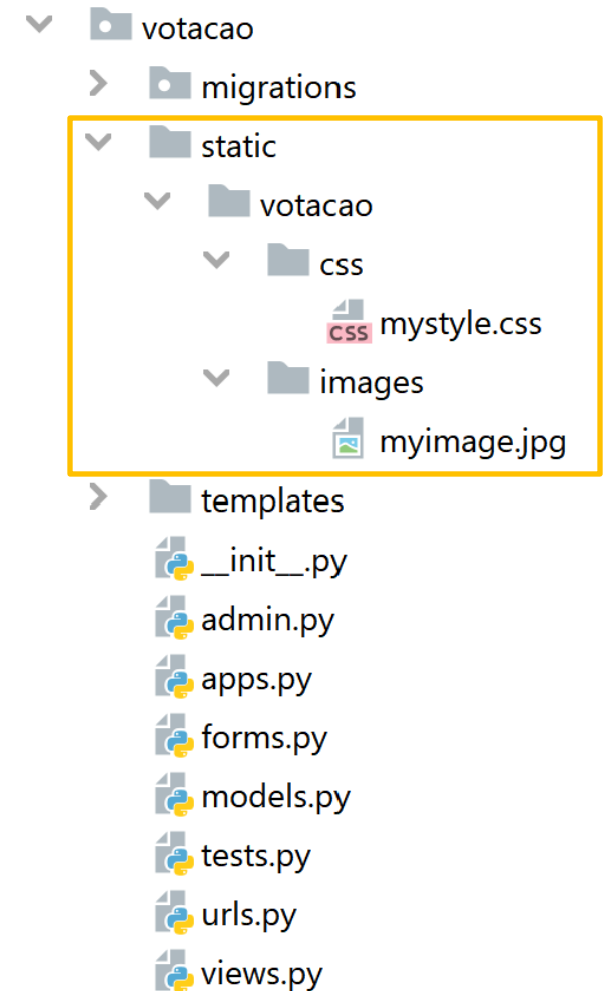 votacao
migrations
static
votacao
css
CSS mystyle.css
images
myimage.jpg
templates
__init__.py
admin.py
apps.py
forms.py
models.py
tests.py
urls.py
views.py